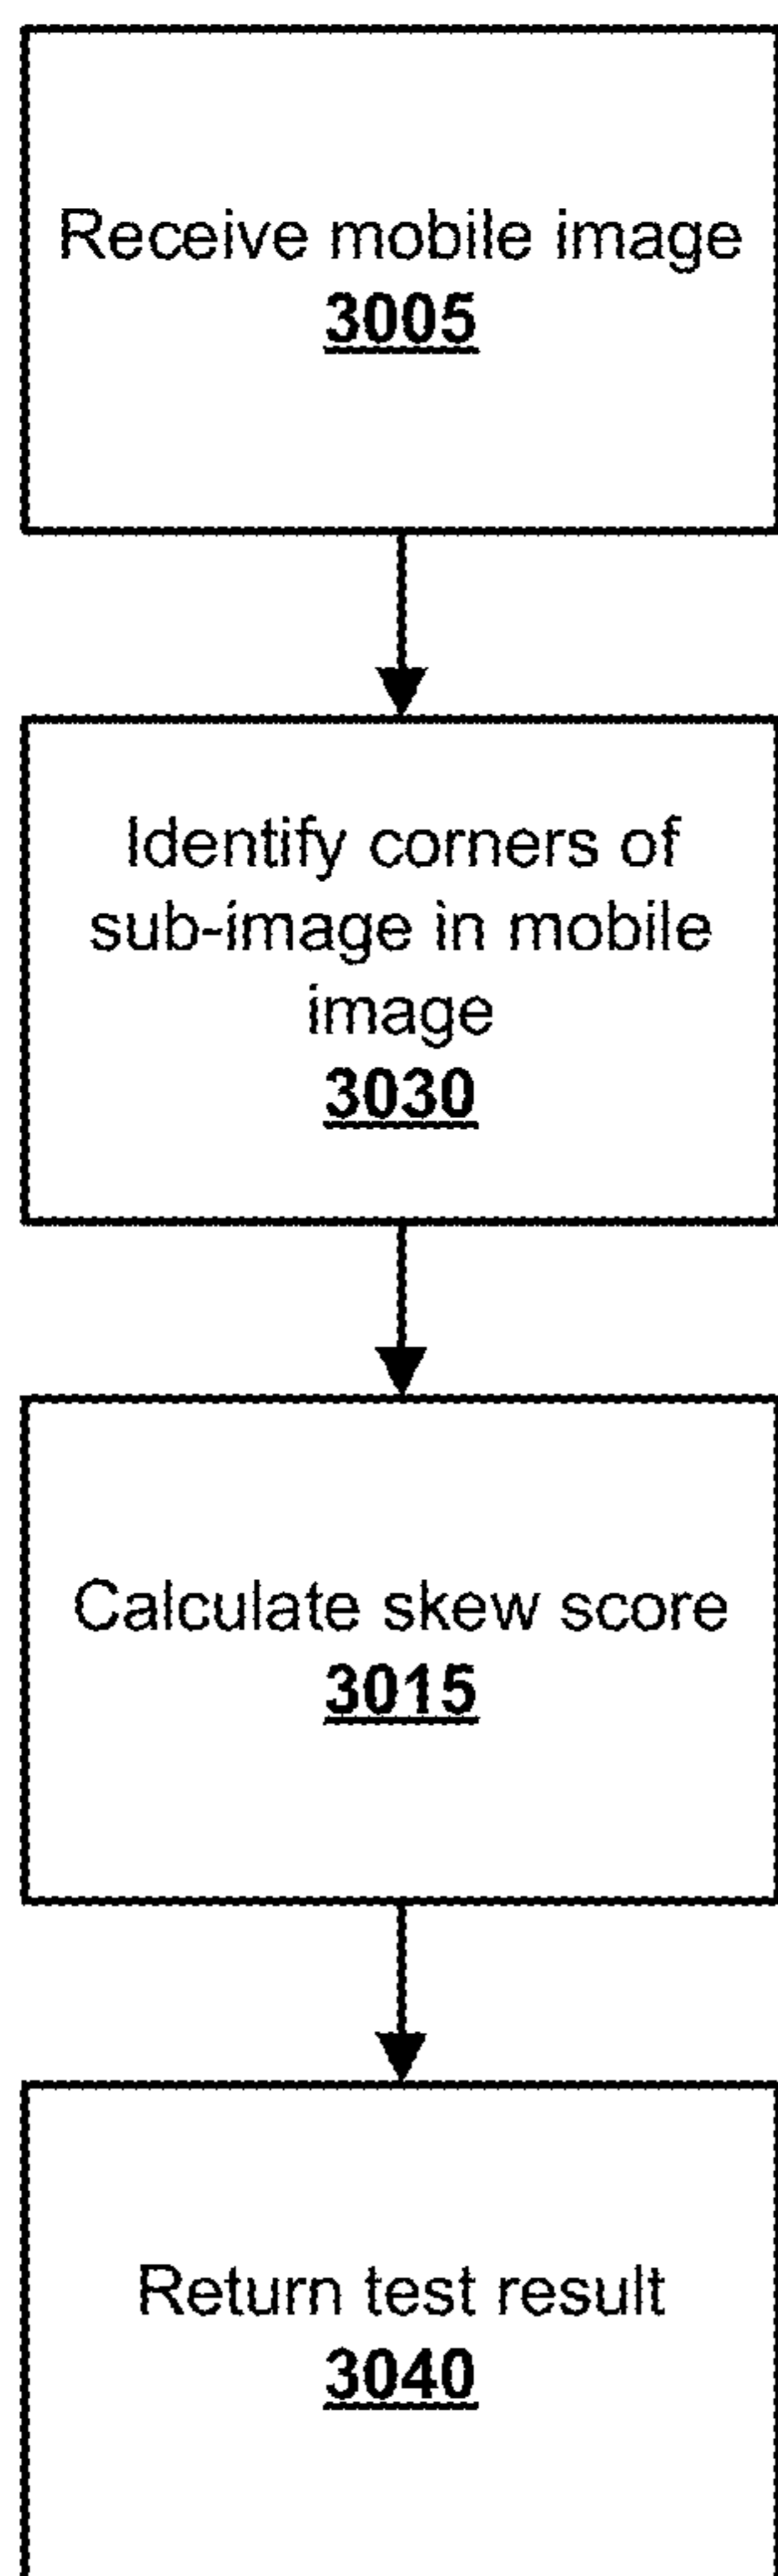 Receive mobile image
3005
Identify corners of
sub-image in mobile
image
3030
Calculate skew score
3015
Return test result
3040